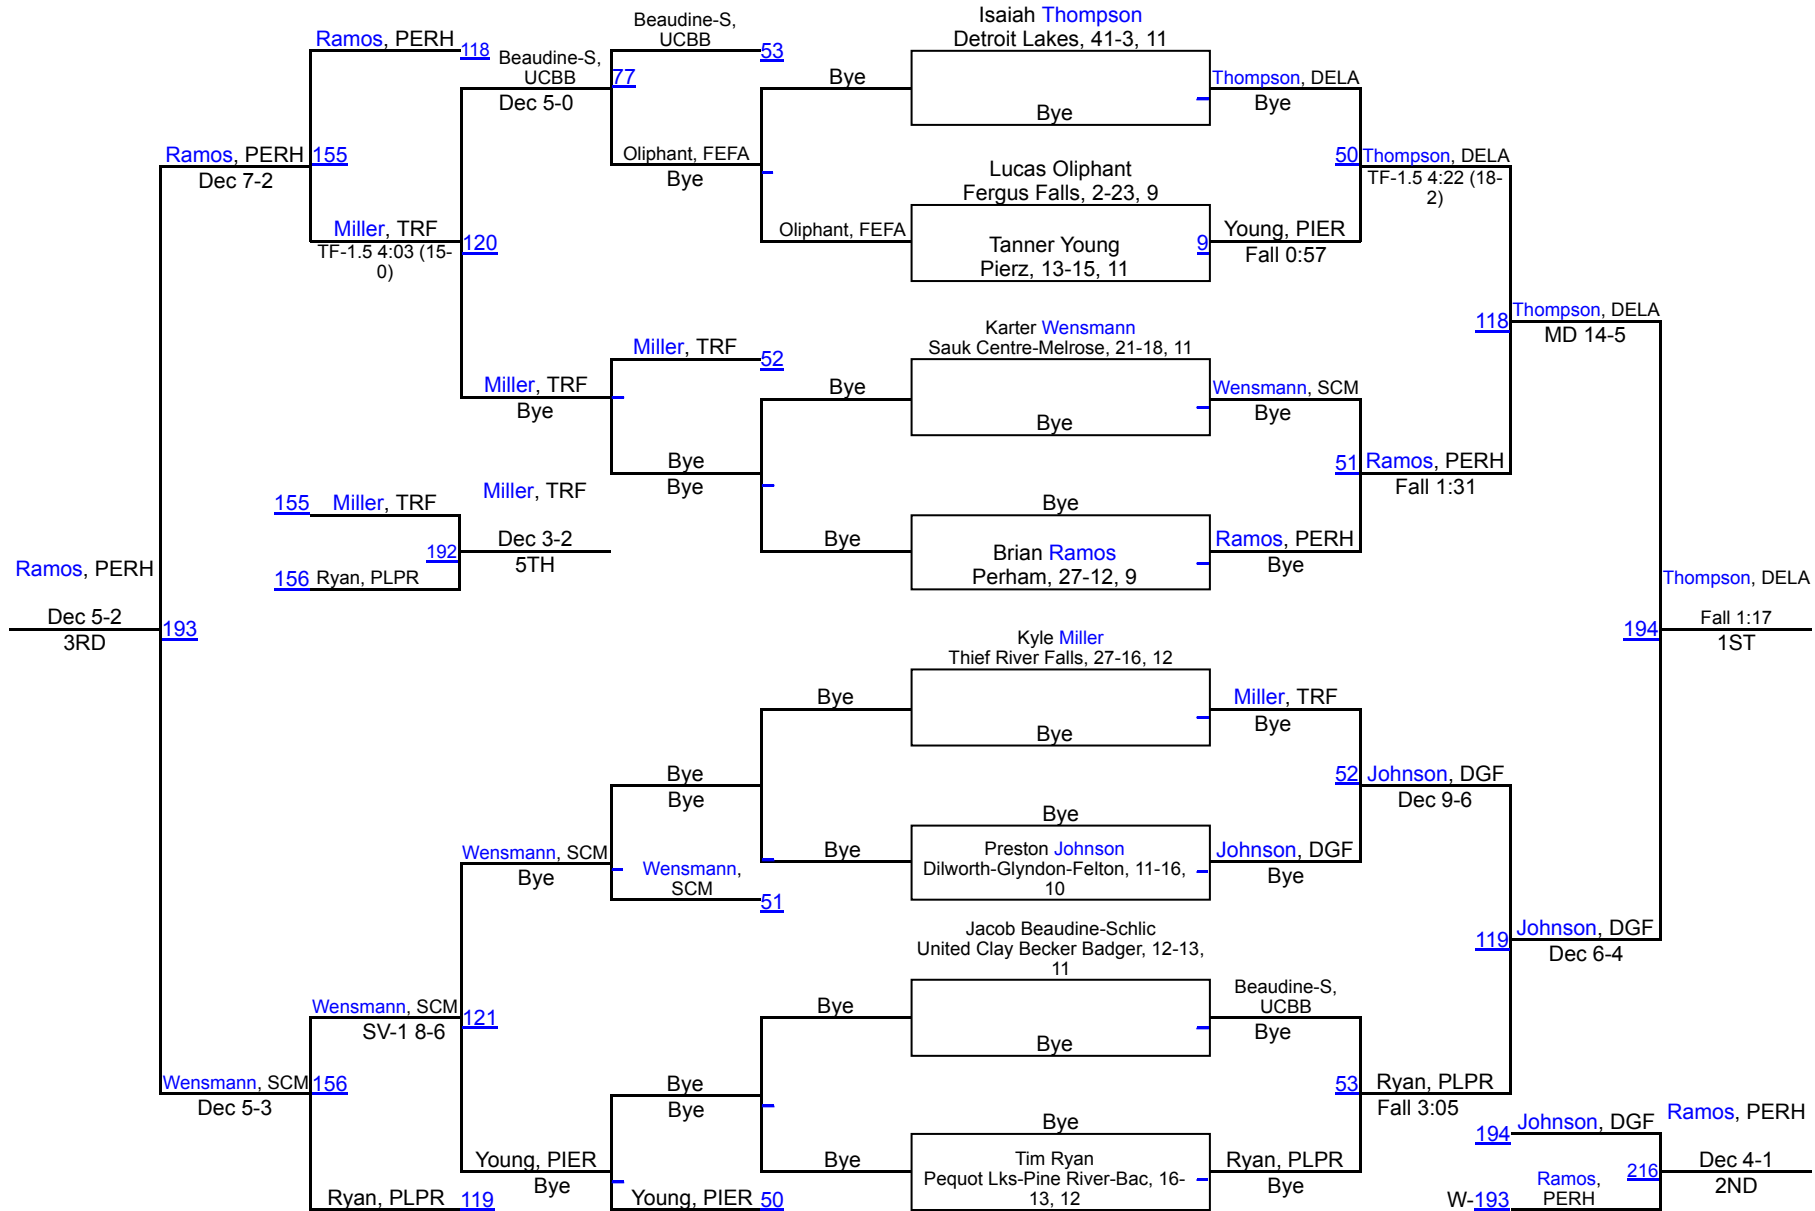 Ramos, PERH
118
Beaudine-S,
UCBB
Dec 5-0
77
Beaudine-S,
UCBB
53
Isaiah Thompson
Detroit Lakes, 41-3, 11
Bye
Bye
Thompson, DELA
Bye
Ramos, PERH
Dec 7-2
155
Oliphant, FEFA
Bye
Lucas Oliphant
Fergus Falls, 2-23, 9
50
Thompson, DELA
TF-1.5 4:22 (18-
2)
Miller, TRF
TF-1.5 4:03 (15-
0)
120
Oliphant, FEFA
Tanner Young
Pierz, 13-15, 11
9
Young, PIER
Fall 0:57
Miller, TRF
52
Karter Wensmann
Sauk Centre-Melrose, 21-18, 11
118
Thompson, DELA
MD 14-5
Miller, TRF
Bye
Bye
Bye
Wensmann, SCM
Bye
Bye
Bye
51
Ramos, PERH
Fall 1:31
155
Miller, TRF
Miller, TRF
192
Dec 3-2
5TH
156
Ryan, PLPR
Bye
Bye
Brian Ramos
Perham, 27-12, 9
Ramos, PERH
Bye
Ramos, PERH
Dec 5-2
3RD
193
Kyle Miller
Thief River Falls, 27-16, 12
194
Thompson, DELA
Fall 1:17
1ST
Bye
Bye
Miller, TRF
Bye
Bye
Bye
52
Johnson, DGF
Dec 9-6
Wensmann, SCM
Bye
Wensmann,
SCM
51
Bye
Bye
Preston Johnson
Dilworth-Glyndon-Felton, 11-16,
10
Johnson, DGF
Bye
119
Johnson, DGF
Dec 6-4
Jacob Beaudine-Schlic
United Clay Becker Badger, 12-13,
11
Wensmann, SCM
SV-1 8-6
121
Bye
Bye
Beaudine-S,
UCBB
Bye
Wensmann, SCM
Dec 5-3
156
Bye
Bye
53
Ryan, PLPR
Fall 3:05
Young, PIER
Bye
Bye
Bye
Tim Ryan
Pequot Lks-Pine River-Bac, 16-
13, 12
Ryan, PLPR
Bye
Ryan, PLPR
119
Young, PIER
50
194
Johnson, DGF
Ramos, PERH
216
Dec 4-1
2ND
W-193
Ramos,
PERH